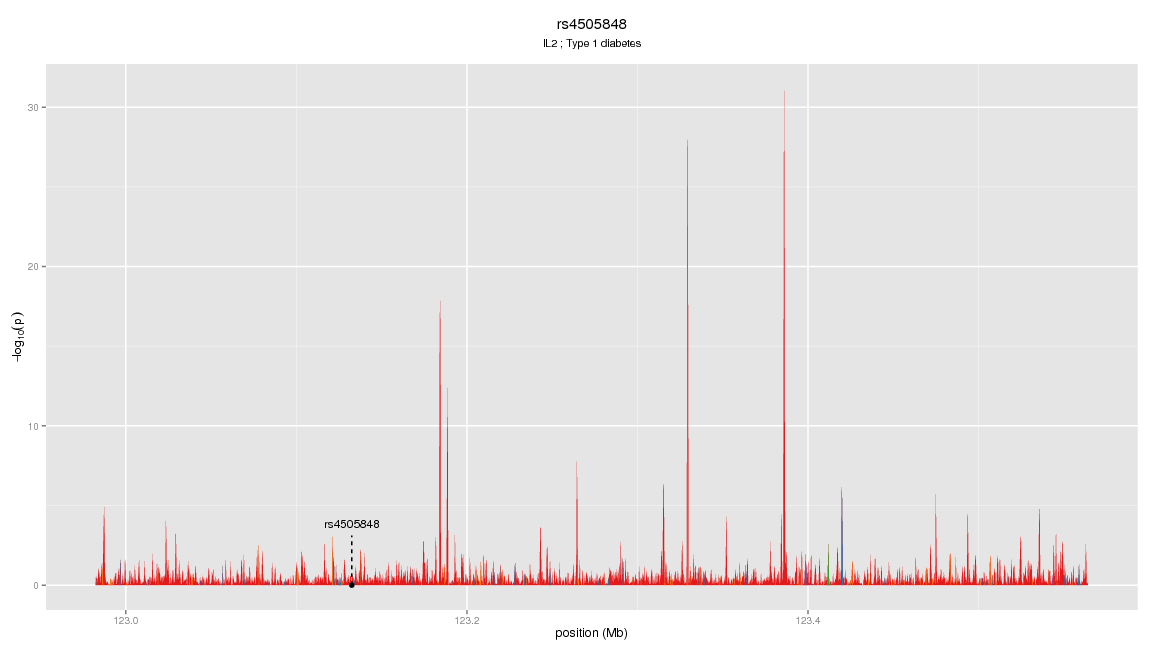 rs4505848
IL2 ; Type 1 diabetes
30
20
10
0
-log10(p)
rs4505848
123.0
123.2
123.4
position (Mb)